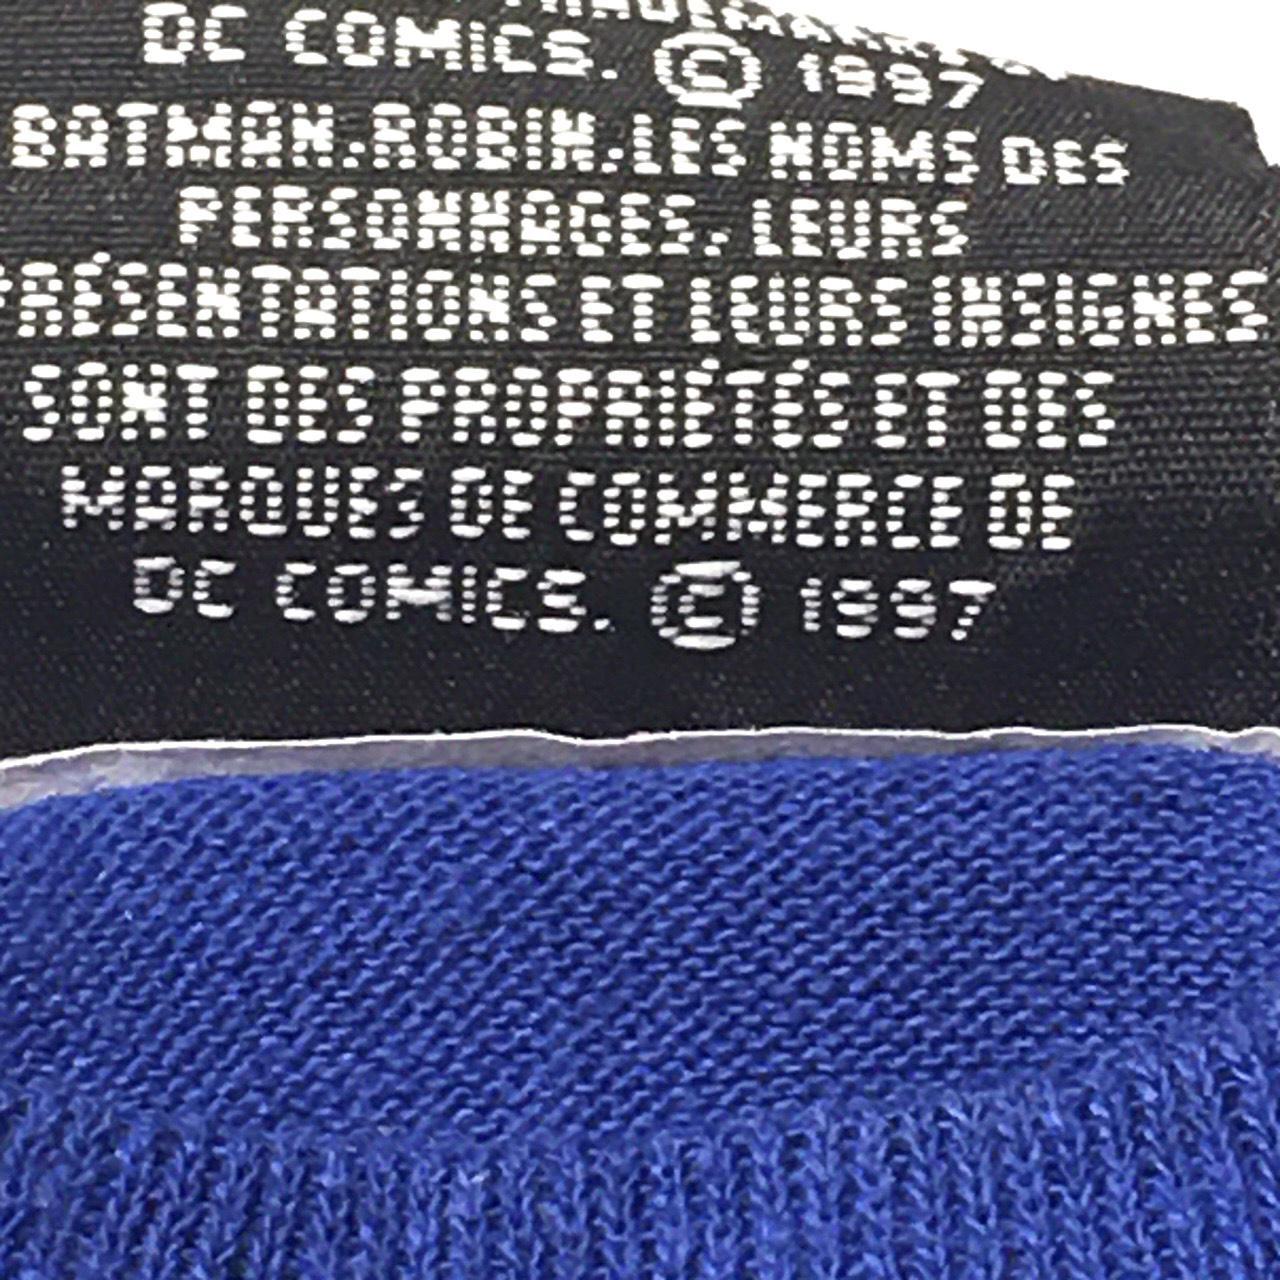 DC COMICS. © 1997
BATMAN, ROBIN, LES NOMS DES
PERSONNAGES, LEURS
PRÉSENTATIONS ET LEURS INSIGNES
SONT DES PROPRIÉTÉS ET DES
MARQUES DE COMMERCE DE
DC COMICS. © 1997